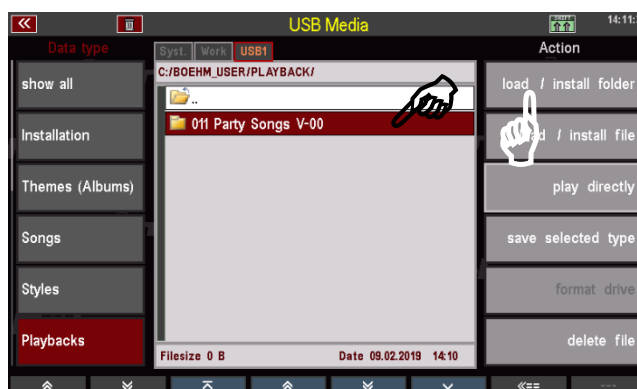 USB Media
14:11:
Data type
Syst. Work USB1
Action
C:/BOEHM_USER/PLAYBACK/
show all
..
011 Party Songs V-00
Installation
Themes (Albums)
Songs
Styles
Playbacks
Filesize 0 B Date 09.02.2019 14:10
load / install folder
/ install file
play directly
save selected type
format drive
delete file
«==
---